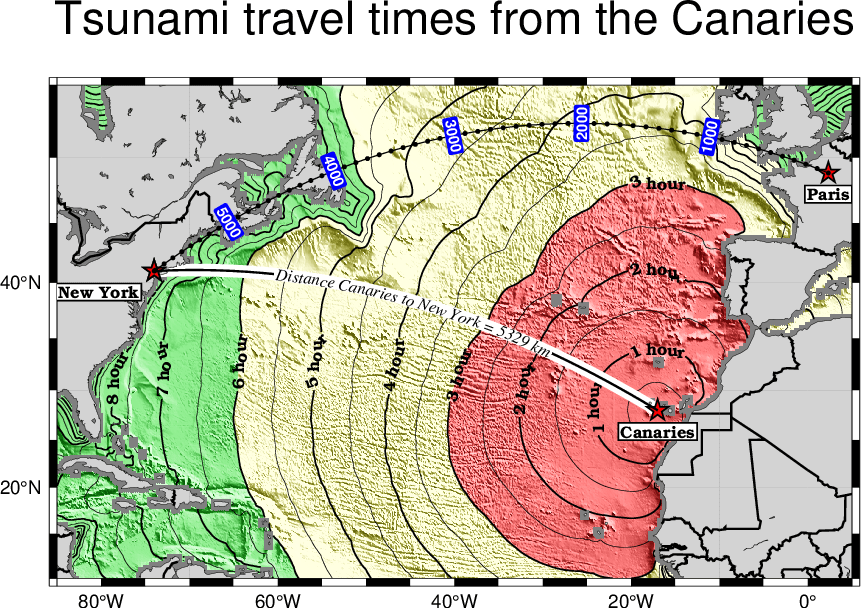 Tsunami travel times from the Canaries
1000
2000
3000
4000
5000
3 hour
Paris
40°N
New York
2 hou
Distance Canaries to New York = 5329 km
1 hour
8 hour
7 hour
6 hour
5 hour
4 hour
3 hour
2 hour
1 hour
Canaries
20°N
80°W
60°W
40°W
20°W
0°